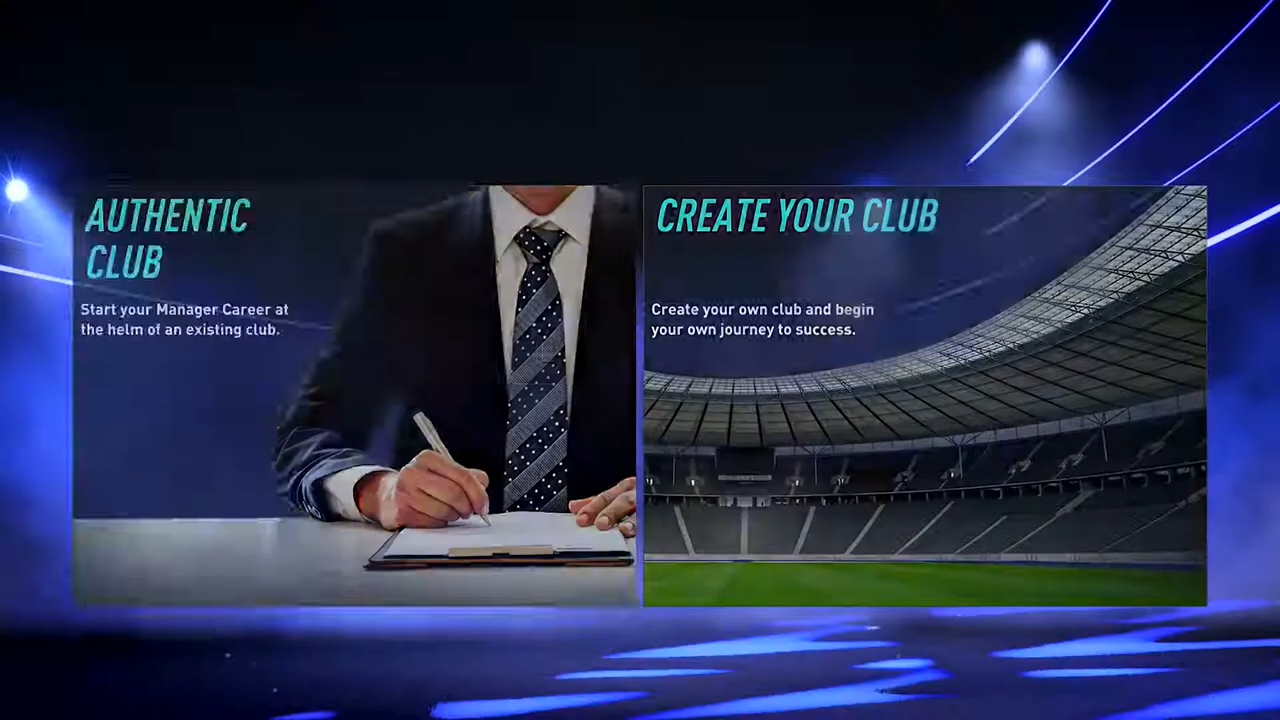 AUTHENTIC
CLUB
Start your Manager Career at
the helm of an existing club.
CREATE YOUR CLUB
Create your own club and begin
your own journey to success.